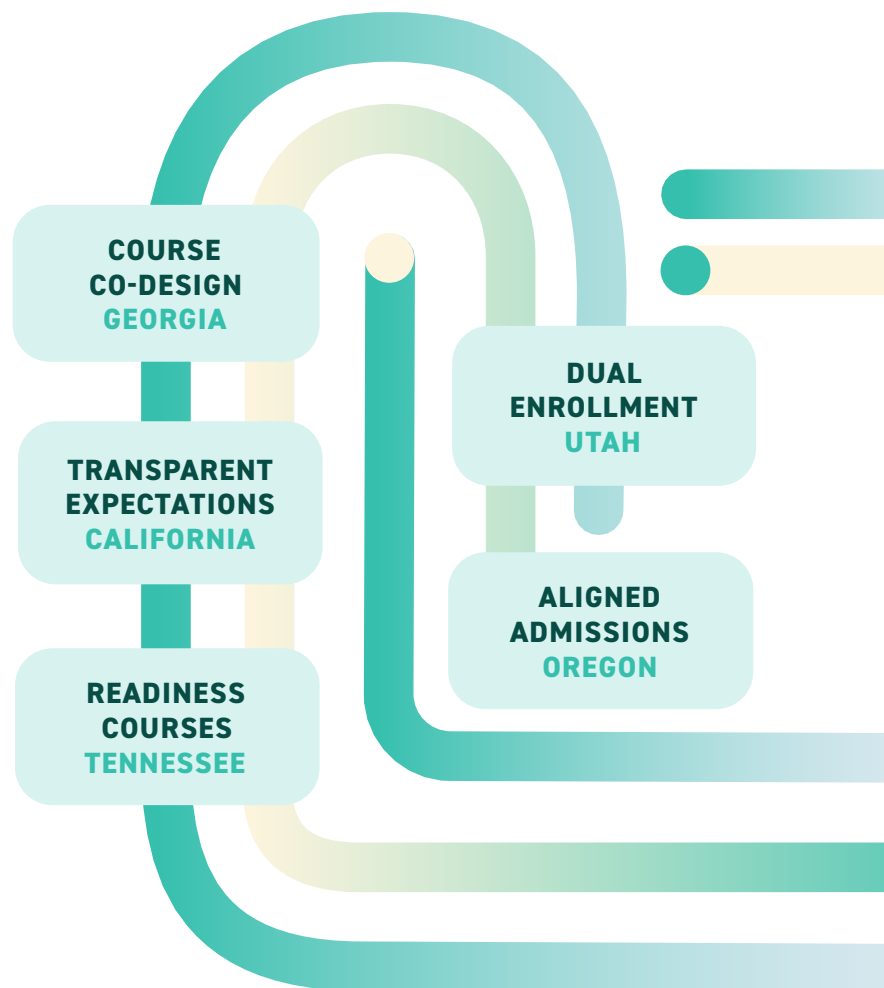 COURSE
CO-DESIGN
GEORGIA
TRANSPARENT
EXPECTATIONS
CALIFORNIA
READINESS
COURSES
TENNESSEE
DUAL
ENROLLMENT
UTAH
ALIGNED
ADMISSIONS
OREGON